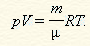 pV = m/μ RT.